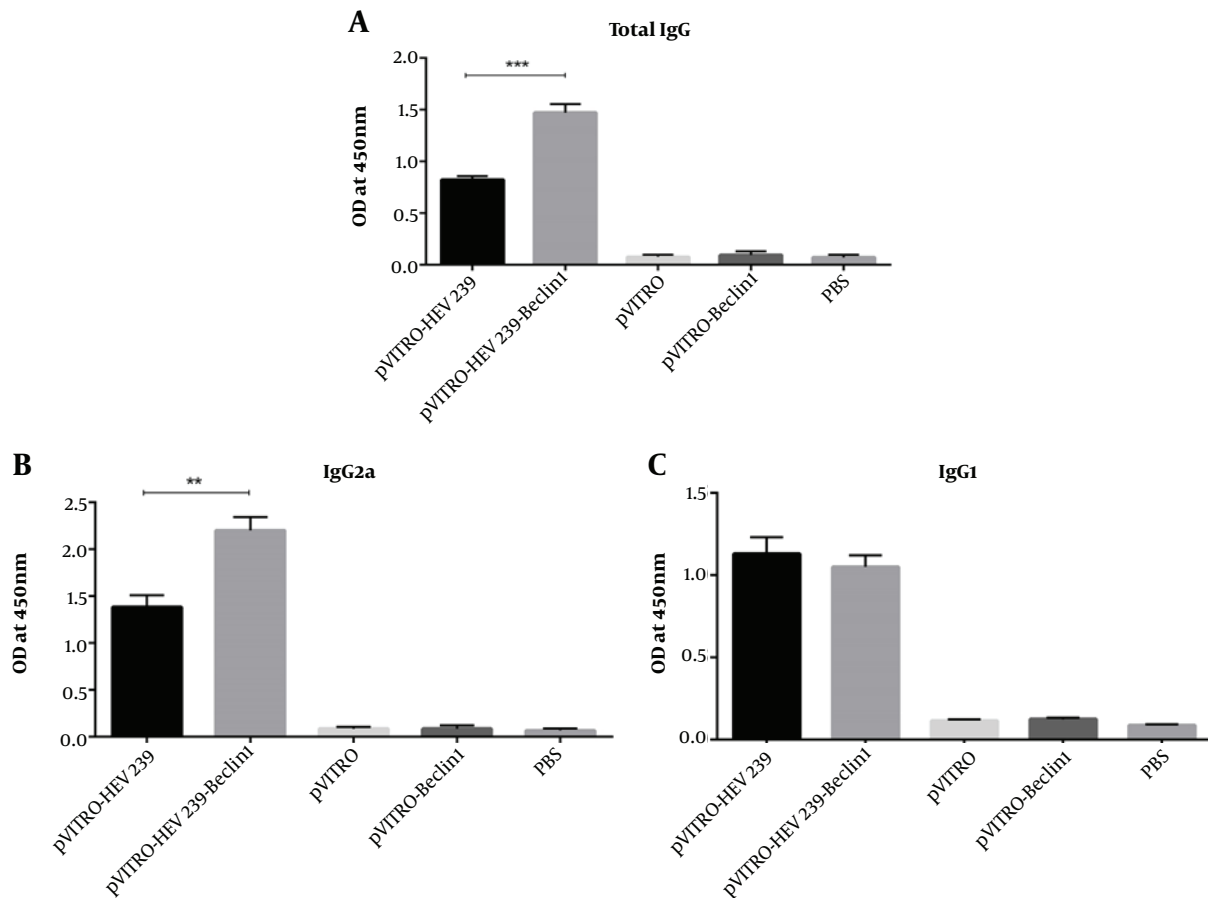 A
Total IgG
***
OD at 450nm
2.0
1.5
1.0
0.5
0.0
pVITRO-HEV 239
pVITRO-HEV 239-Beclin1
pVITRO
pVITRO-Beclin1
PBS
B
IgG2a
**
OD at 450nm
2.5
2.0
1.5
1.0
0.5
0.0
pVITRO-HEV 239
pVITRO-HEV 239-Beclin1
pVITRO
pVITRO-Beclin1
PBS
C
IgG1
OD at 450nm
1.5
1.0
0.5
0.0
pVITRO-HEV 239
pVITRO-HEV 239-Beclin1
pVITRO
pVITRO-Beclin1
PBS